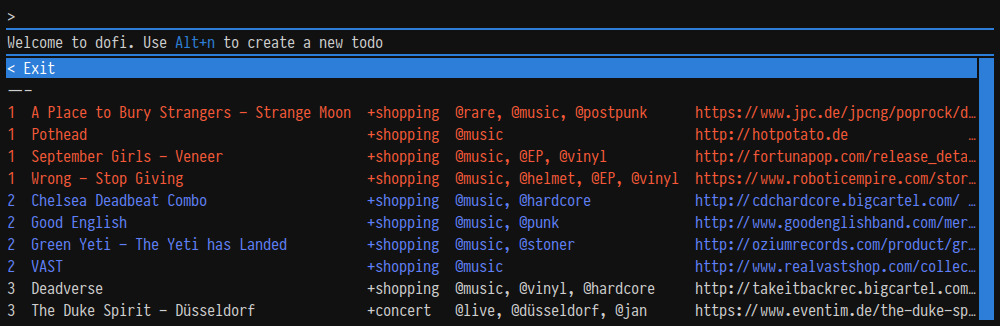 >
Welcome to dofi. Use Alt+n to create a new todo
< Exit
———
1 A Place to Bury Strangers – Strange Moon +shopping @rare, @music, @postpunk https://www.jpc.de/jpcng/poprock/d…
1 Pothead +shopping @music http://hotpotato.de …
1 September Girls – Veneer +shopping @music, @EP, @vinyl http://fortunapop.com/release_deta…
1 Wrong – Stop Giving +shopping @music, @helmet, @EP, @vinyl https://www.roboticempire.com/stor…
2 Chelsea Deadbeat Combo +shopping @music, @hardcore http://cdchardcore.bigcartel.com/ …
2 Good English +shopping @music, @punk http://www.goodenglishband.com/mer…
2 Green Yeti – The Yeti has Landed +shopping @music, @stoner http://oziumrecords.com/product/gr…
2 VAST +shopping @music http://www.realvastshop.com/collec…
3 Deadverse +shopping @music, @vinyl, @hardcore http://takeitbackrec.bigcartel.com…
3 The Duke Spirit – Düsseldorf +concert @live, @düsseldorf, @jan https://www.eventim.de/the-duke-sp…